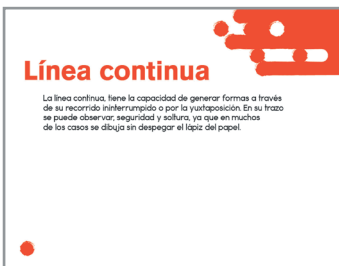 Línea continua
La línea continua, tiene la capacidad de generar formas a través
de su recorrido ininterrumpido o por la yuxtaposición. En su trazo
se puede observar, seguridad y soltura, ya que en muchos
de los casos se dibuja sin despegar el lápiz del papel.